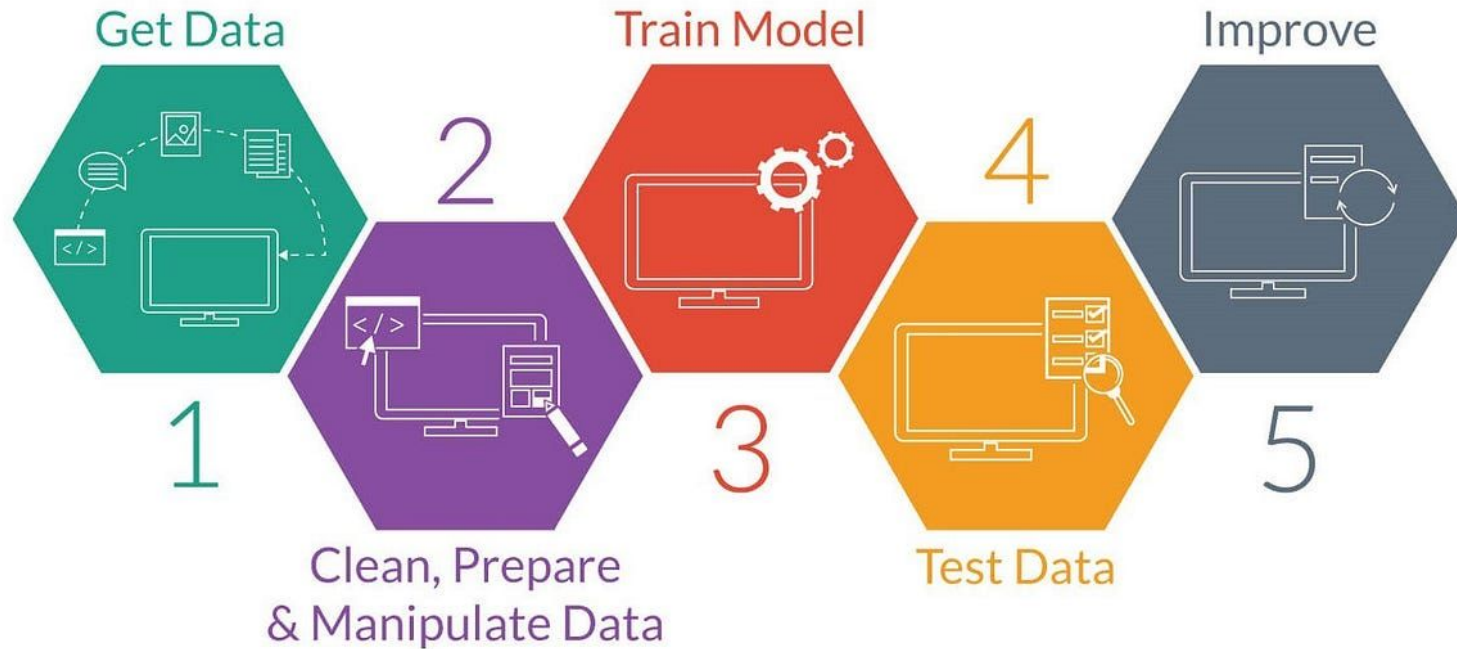 Get Data
1
2
Clean, Prepare
& Manipulate Data
Train Model
3
4
Test Data
Improve
5
</>
</>